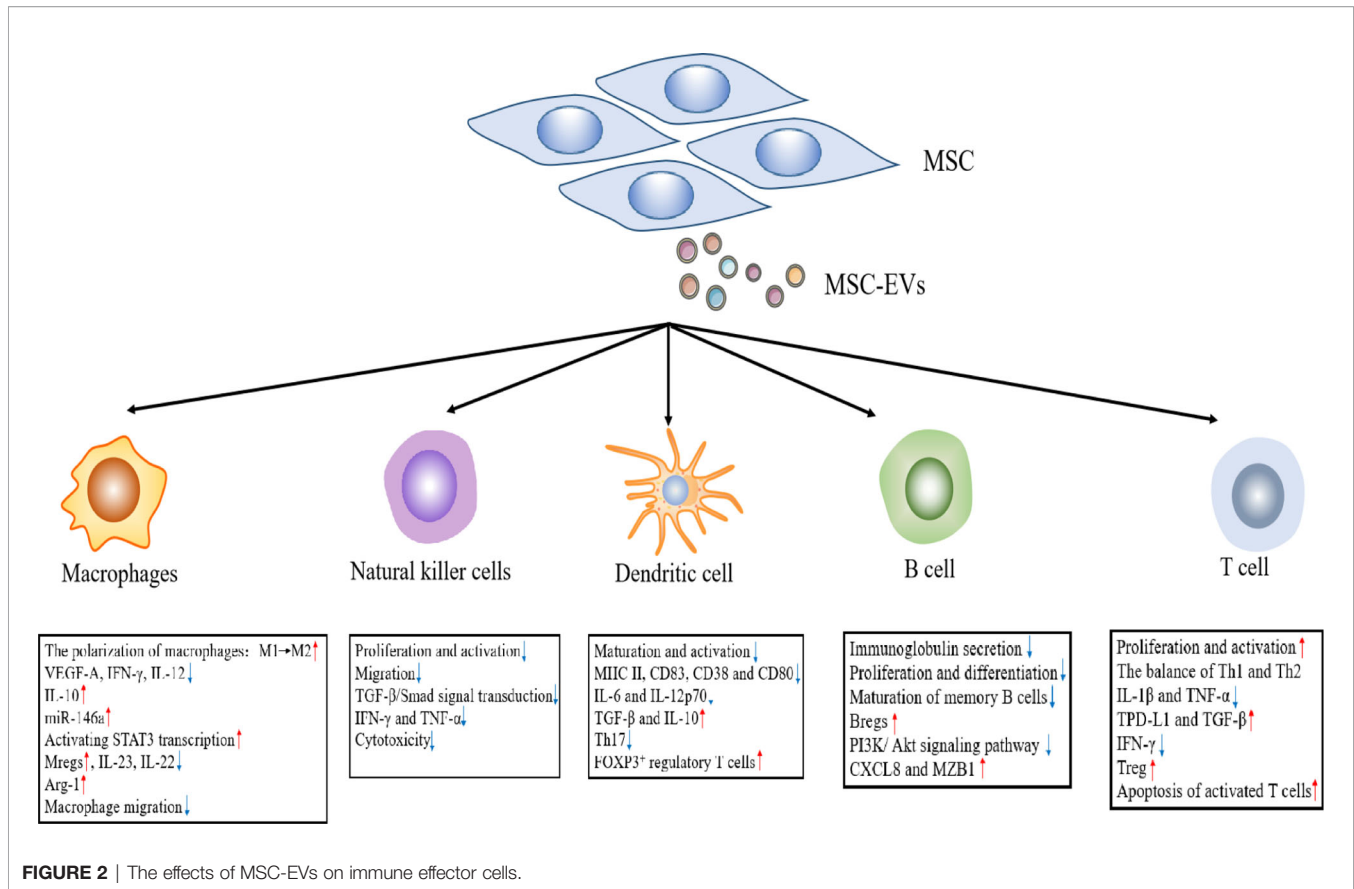 MSC
MSC-EVs
Macrophages
Natural killer cells
Dendritic cell
B cell
T cell
The polarization of macrophages: M1→M2↑
VEGF-A, IFN-γ, IL-12↓
IL-10↑
miR-146a↑
Activating STAT3 transcription↑
Mregs↑, IL-23, IL-22↓
Arg-1↑
Macrophage migration↓
Proliferation and activation↓
Migration↓
TGF-β/Smad signal transduction↓
IFN-γ and TNF-α↓
Cytotoxicity↓
Maturation and activation↓
MHC II, CD83, CD38 and CD80↓
IL-6 and IL-12p70↓
TGF-β and IL-10↑
Th17↓
FOXP3⁺ regulatory T cells↑
Immunoglobulin secretion↓
Proliferation and differentiation↓
Maturation of memory B cells↓
Bregs↑
PI3K/ Akt signaling pathway↓
CXCL8 and MZB1↑
Proliferation and activation↑
The balance of Th1 and Th2
IL-1β and TNF-α↓
TPD-L1 and TGF-β↑
IFN-γ↓
Treg↑
Apoptosis of activated T cells↑
FIGURE 2 | The effects of MSC-EVs on immune effector cells.